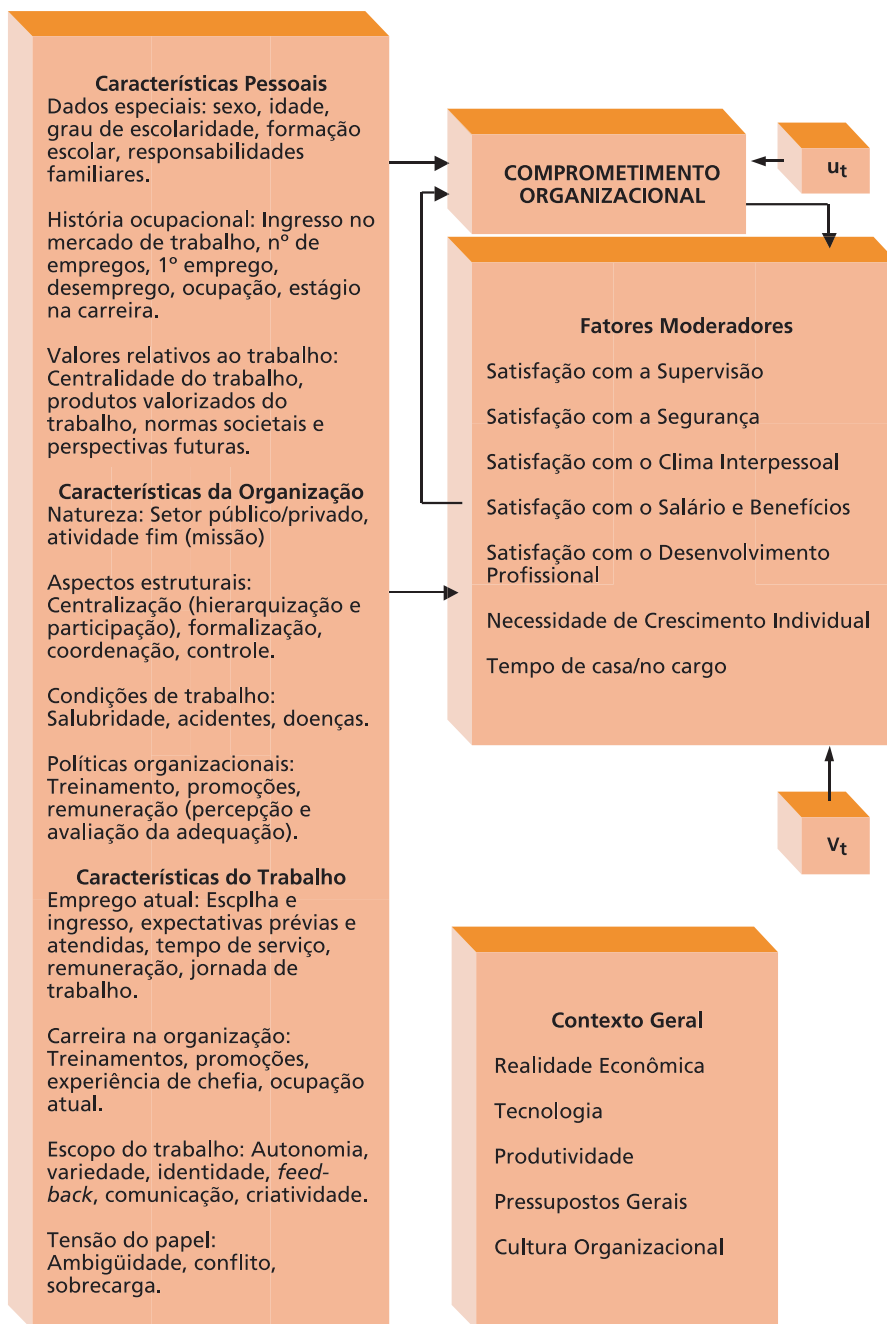 Características Pessoais
Dados especiais: sexo, idade,
grau de escolaridade, formação
escolar, responsabilidades
familiares.
História ocupacional: Ingresso no
mercado de trabalho, nº de
empregos, 1º emprego,
desemprego, ocupação, estágio
na carreira.
Valores relativos ao trabalho:
Centralidade do trabalho,
produtos valorizados do
trabalho, normas societais e
perspectivas futuras.
Características da Organização
Natureza: Setor público/privado,
atividade fim (missão)
Aspectos estruturais:
Centralização (hierarquização e
participação), formalização,
coordenação, controle.
Condições de trabalho:
Salubridade, acidentes, doenças.
Políticas organizacionais:
Treinamento, promoções,
remuneração (percepção e
avaliação da adequação).
Características do Trabalho
Emprego atual: Escplha e
ingresso, expectativas prévias e
atendidas, tempo de serviço,
remuneração, jornada de
trabalho.
Carreira na organização:
Treinamentos, promoções,
experiência de chefia, ocupação
atual.
Escopo do trabalho: Autonomia,
variedade, identidade, feed-
back, comunicação, criatividade.
Tensão do papel:
Ambigüidade, conflito,
sobrecarga.
COMPROMETIMENTO
ORGANIZACIONAL
ut
Fatores Moderadores
Satisfação com a Supervisão
Satisfação com a Segurança
Satisfação com o Clima Interpessoal
Satisfação com o Salário e Benefícios
Satisfação com o Desenvolvimento
Profissional
Necessidade de Crescimento Individual
Tempo de casa/no cargo
vt
Contexto Geral
Realidade Econômica
Tecnologia
Produtividade
Pressupostos Gerais
Cultura Organizacional